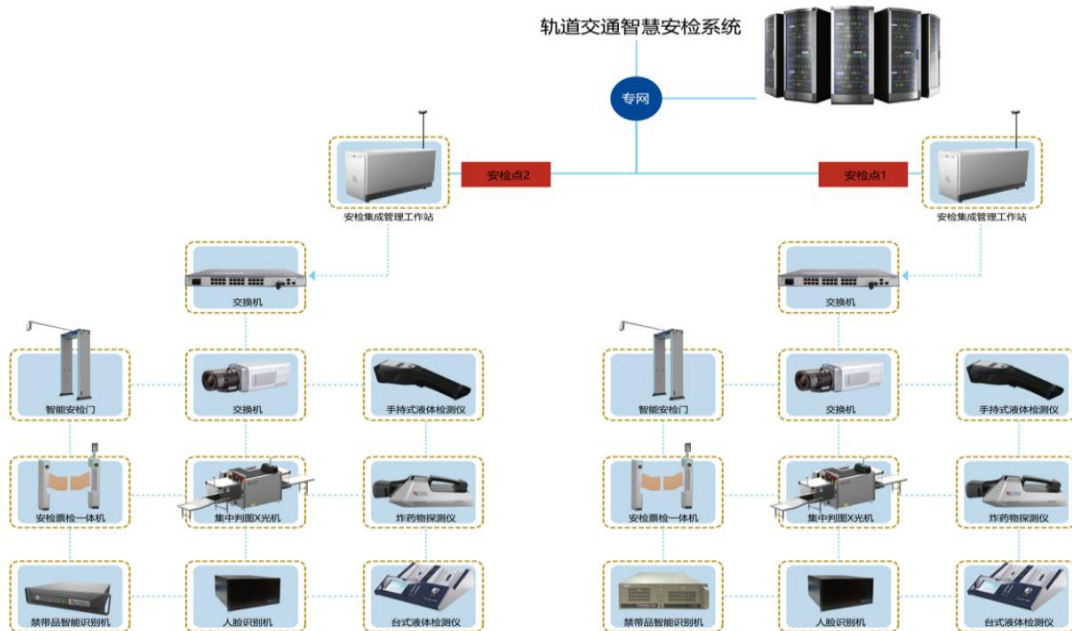 轨道交通智慧安检系统
专网
安检点2
安检点1
安检集成管理工作站
安检集成管理工作站
交换机
交换机
智能安检门
交换机
手持式液体检测仪
智能安检门
交换机
手持式液体检测仪
安检票检一体机
集中判图X光机
炸药物探测仪
安检票检一体机
集中判图X光机
炸药物探测仪
禁带品智能识别机
人脸识别机
台式液体检测仪
禁带品智能识别机
人脸识别机
台式液体检测仪